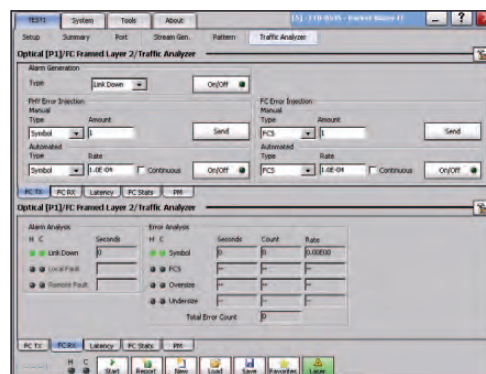 TEST1 System Tools About
Setup Summary Port Stream Gen. Pattern Traffic Analyzer
Optical [P1]/FC Framed Layer 2/Traffic Analyzer
Alarm Generation
Type Link Down On/Off
PHY Error Injection FC Error Injection
Manual Manual
Type Amount Type Amount
Symbol 1 Send FCS 1 Send
Automated Automated
Type Rate Type Rate
Symbol 1.0E-04 Continuous On/Off FCS 1.0E-04 Continuous On/Off
FC TX FC RX Latency FC Stats PM
Optical [P1]/FC Framed Layer 2/Traffic Analyzer
Alarm Analysis Error Analysis
H C Seconds H C Seconds Count Rate
Link Down 0 Symbol 0 0 0.00E00
Local Fault FCS -- -- --
Remote Fault Oversize -- -- --
Undersize -- -- --
Total Error Count 0
FC TX FC RX Latency FC Stats PM
H C
Start Report New Load Save Favorites Laser